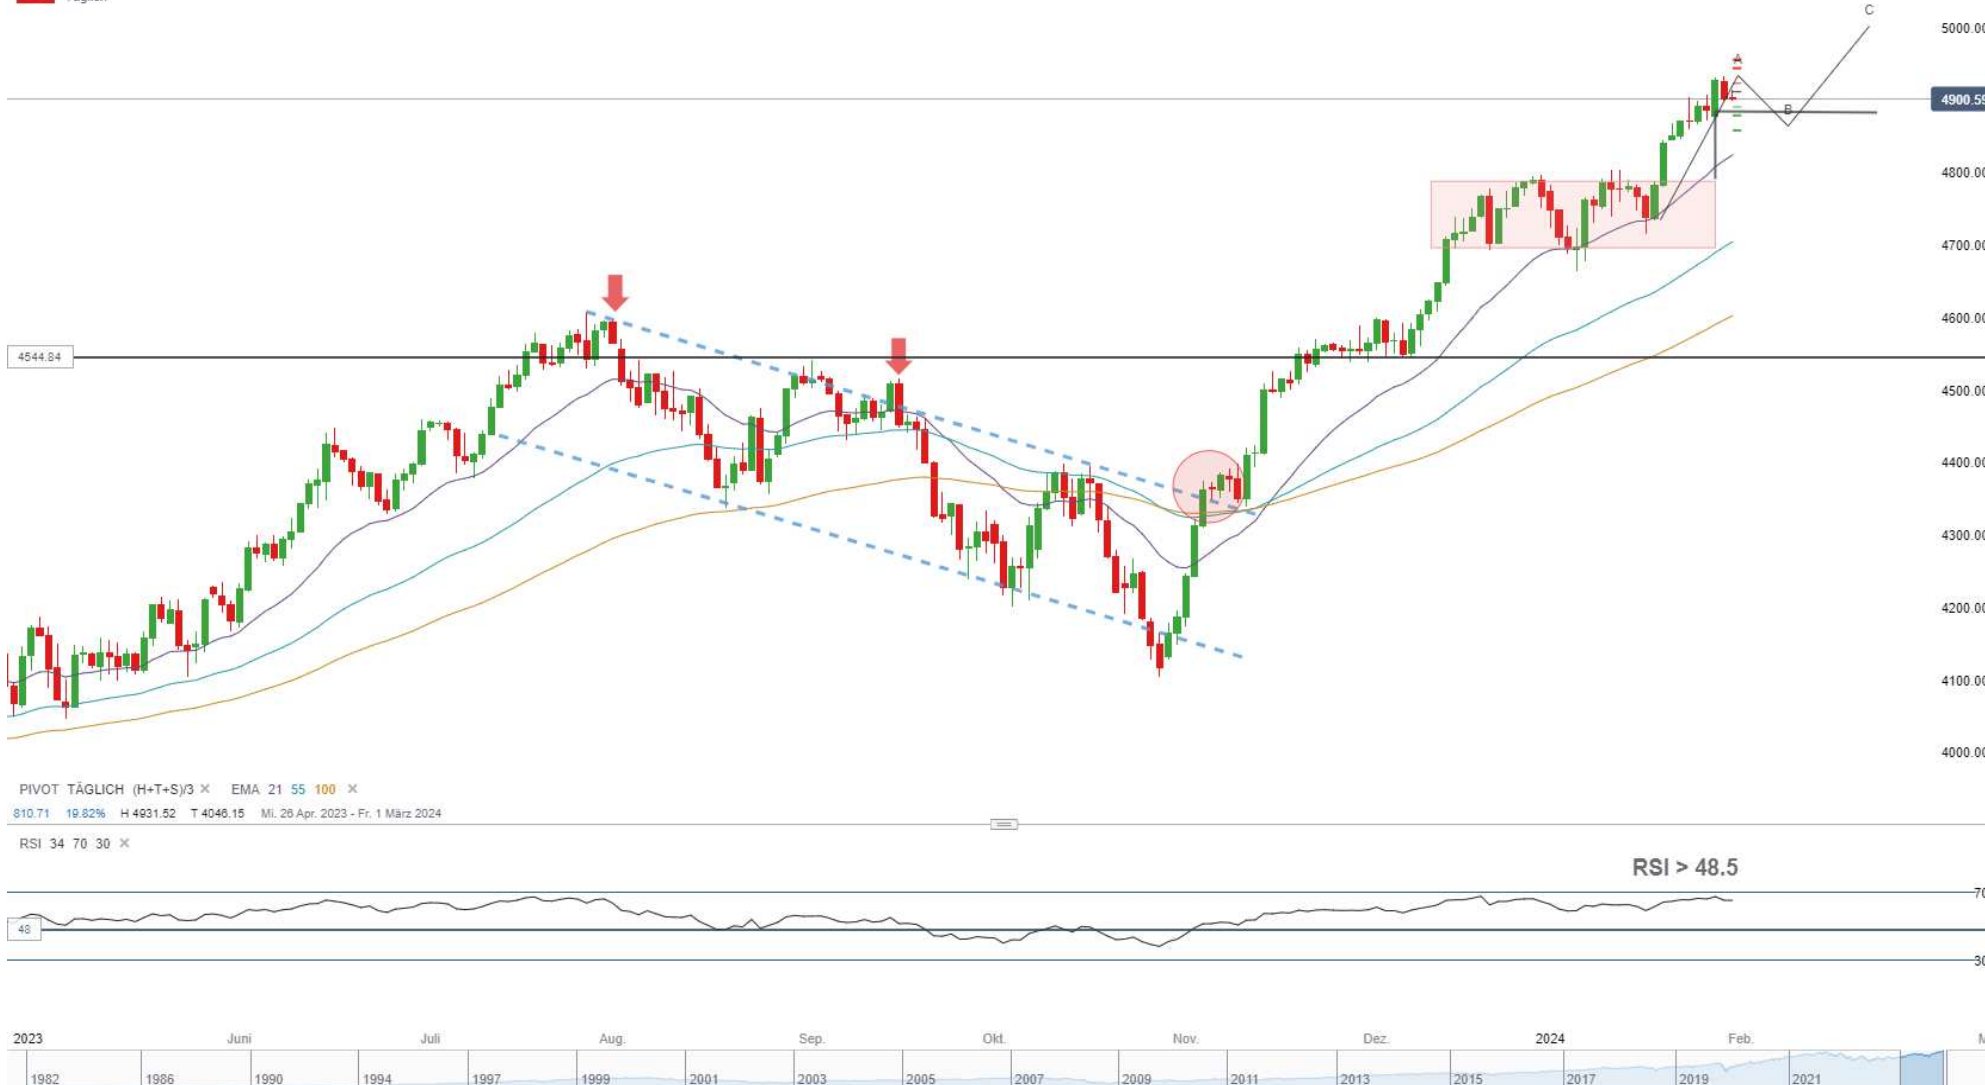 C
5000.00
A
4900.59
B
4800.00
4700.00
4600.00
4544.84
4500.00
4400.00
4300.00
4200.00
4100.00
4000.00
PIVOT TÄGLICH (H+T+S)/3 × EMA 21 55 100 ×
810.71 19.82% H 4931.52 T 4046.15 Mi. 26 Apr. 2023 - Fr. 1 März 2024
RSI 34 70 30 ×
RSI > 48.5
70
48
30
2023 Juni Juli Aug. Sep. Okt. Nov. Dez. 2024 Feb. M
1982 1986 1990 1994 1997 1999 2001 2003 2005 2007 2009 2011 2013 2015 2017 2019 2021